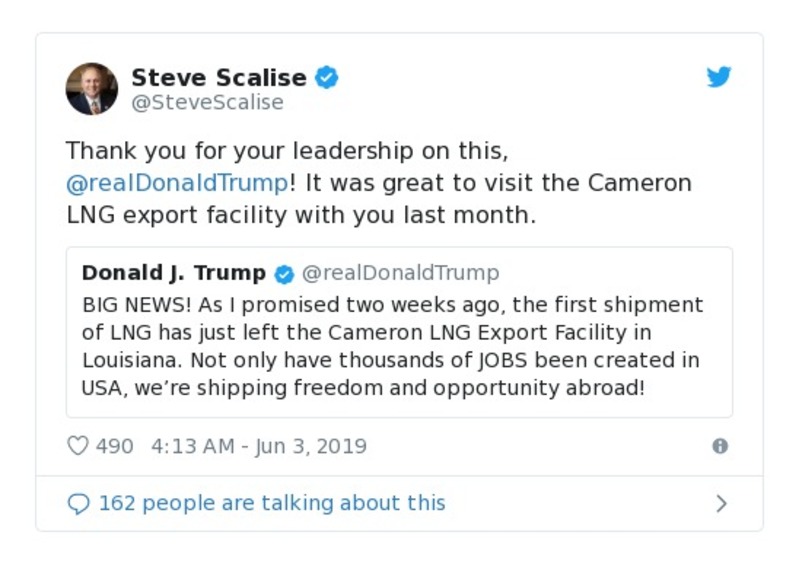 Steve Scalise
@SteveScalise
Thank you for your leadership on this,
@realDonaldTrump! It was great to visit the Cameron
LNG export facility with you last month.
Donald J. Trump @realDonaldTrump
BIG NEWS! As I promised two weeks ago, the first shipment
of LNG has just left the Cameron LNG Export Facility in
Louisiana. Not only have thousands of JOBS been created in
USA, we’re shipping freedom and opportunity abroad!
490 4:13 AM - Jun 3, 2019
162 people are talking about this